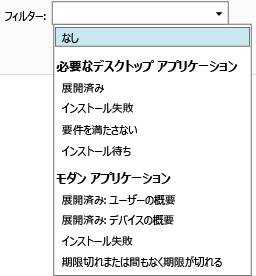 フィルター:
なし
必要なデスクトップ アプリケーション
展開済み
インストール失敗
要件を満たさない
インストール待ち
モダン アプリケーション
展開済み: ユーザーの概要
展開済み: デバイスの概要
インストール失敗
期限切れまたは間もなく期限が切れる